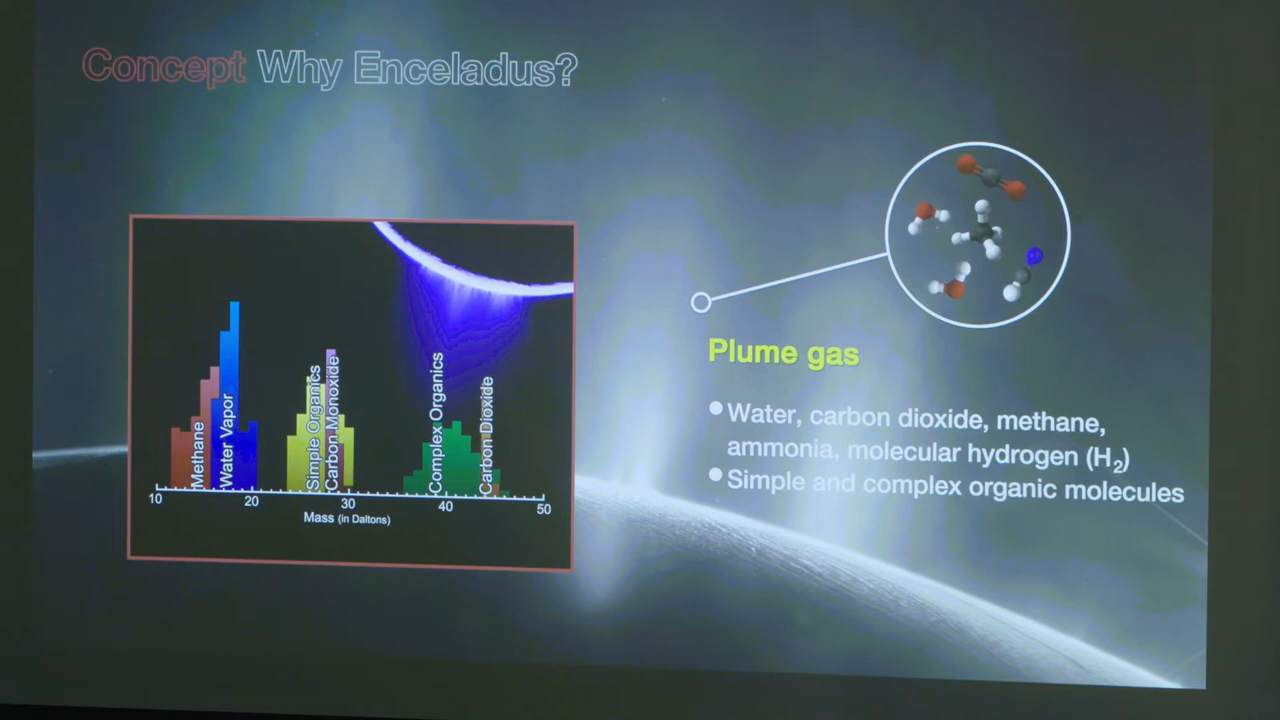 Concept Why Enceladus?
Methane
Water Vapor
Simple Organics
Carbon Monoxide
Complex Organics
Carbon Dioxide
10 20 30 40 50
Mass (in Daltons)
Plume gas
Water, carbon dioxide, methane,
ammonia, molecular hydrogen (H₂)
Simple and complex organic molecules